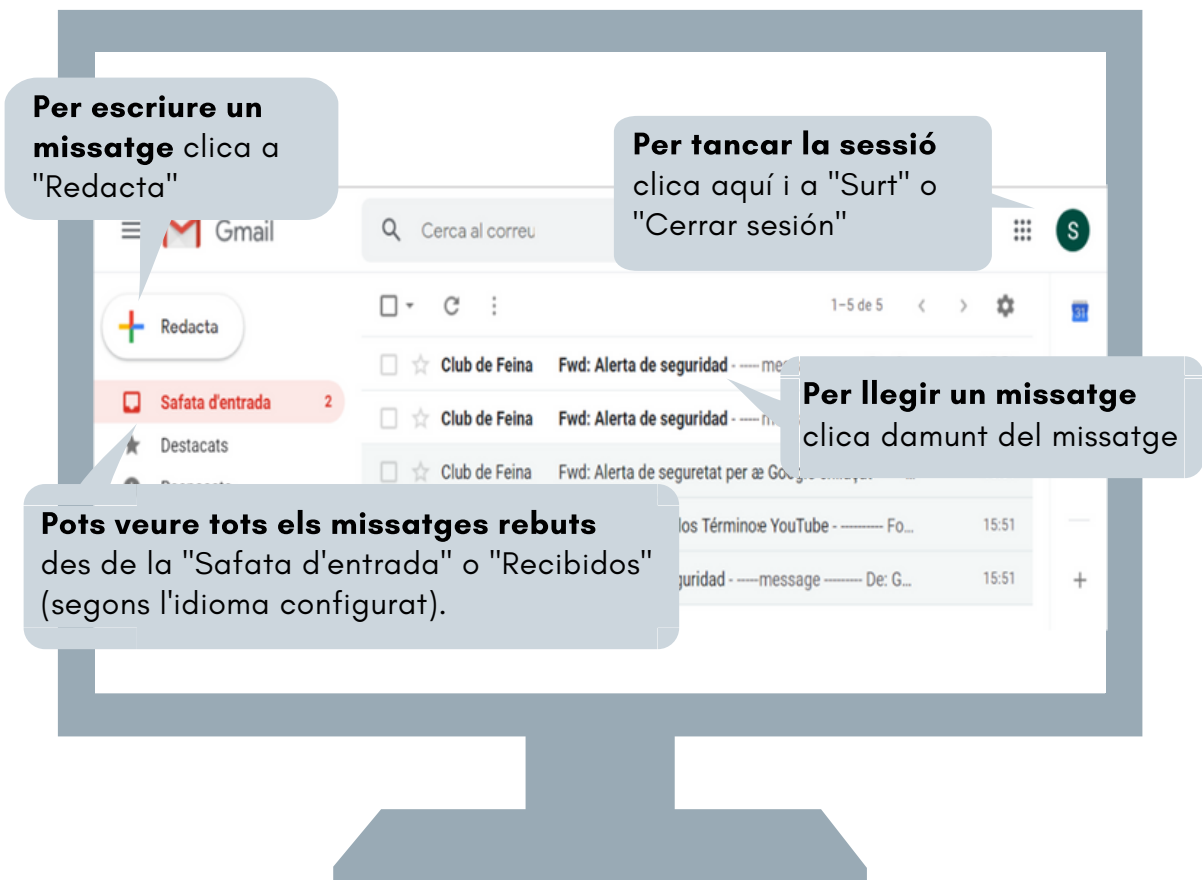 Per escriure un
missatge clica a
"Redacta"
Per tancar la sessió
clica aquí i a "Surt" o
"Cerrar sesión"
Gmail
Cerca al correu
S
1–5 de 5
31
Redacta
Club de Feina Fwd: Alerta de seguridad - -----
Per llegir un missatge
clica damunt del missatge
Safata d'entrada 2
Club de Feina Fwd: Alerta de seguridad - -----
Destacats
Club de Feina Fwd: Alerta de seguretat per æ
Pots veure tots els missatges rebuts
des de la "Safata d'entrada" o "Recibidos"
(segons l'idioma configurat).
los Términoæ YouTube - ---------- Fo... 15:51
-----message --------- De: G... 15:51